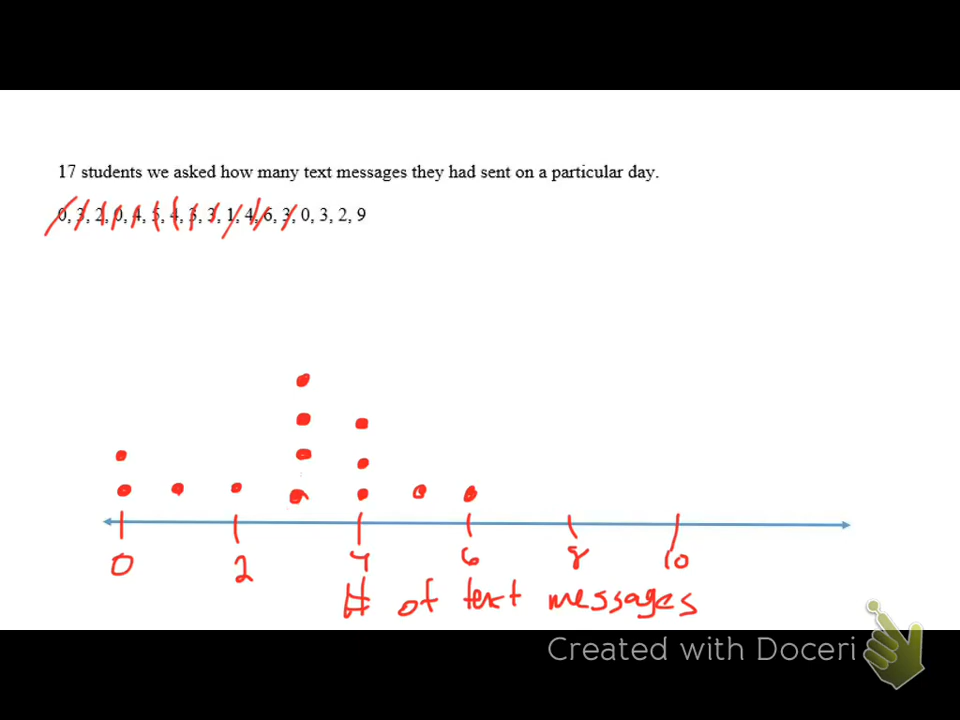 17 students we asked how many text messages they had sent on a particular day.
0, 3, 2, 0, 4, 5, 4, 3, 3, 1, 4, 6, 3, 0, 3, 2, 9
0 2 4 6 8 10
# of text messages
Created with Doceri